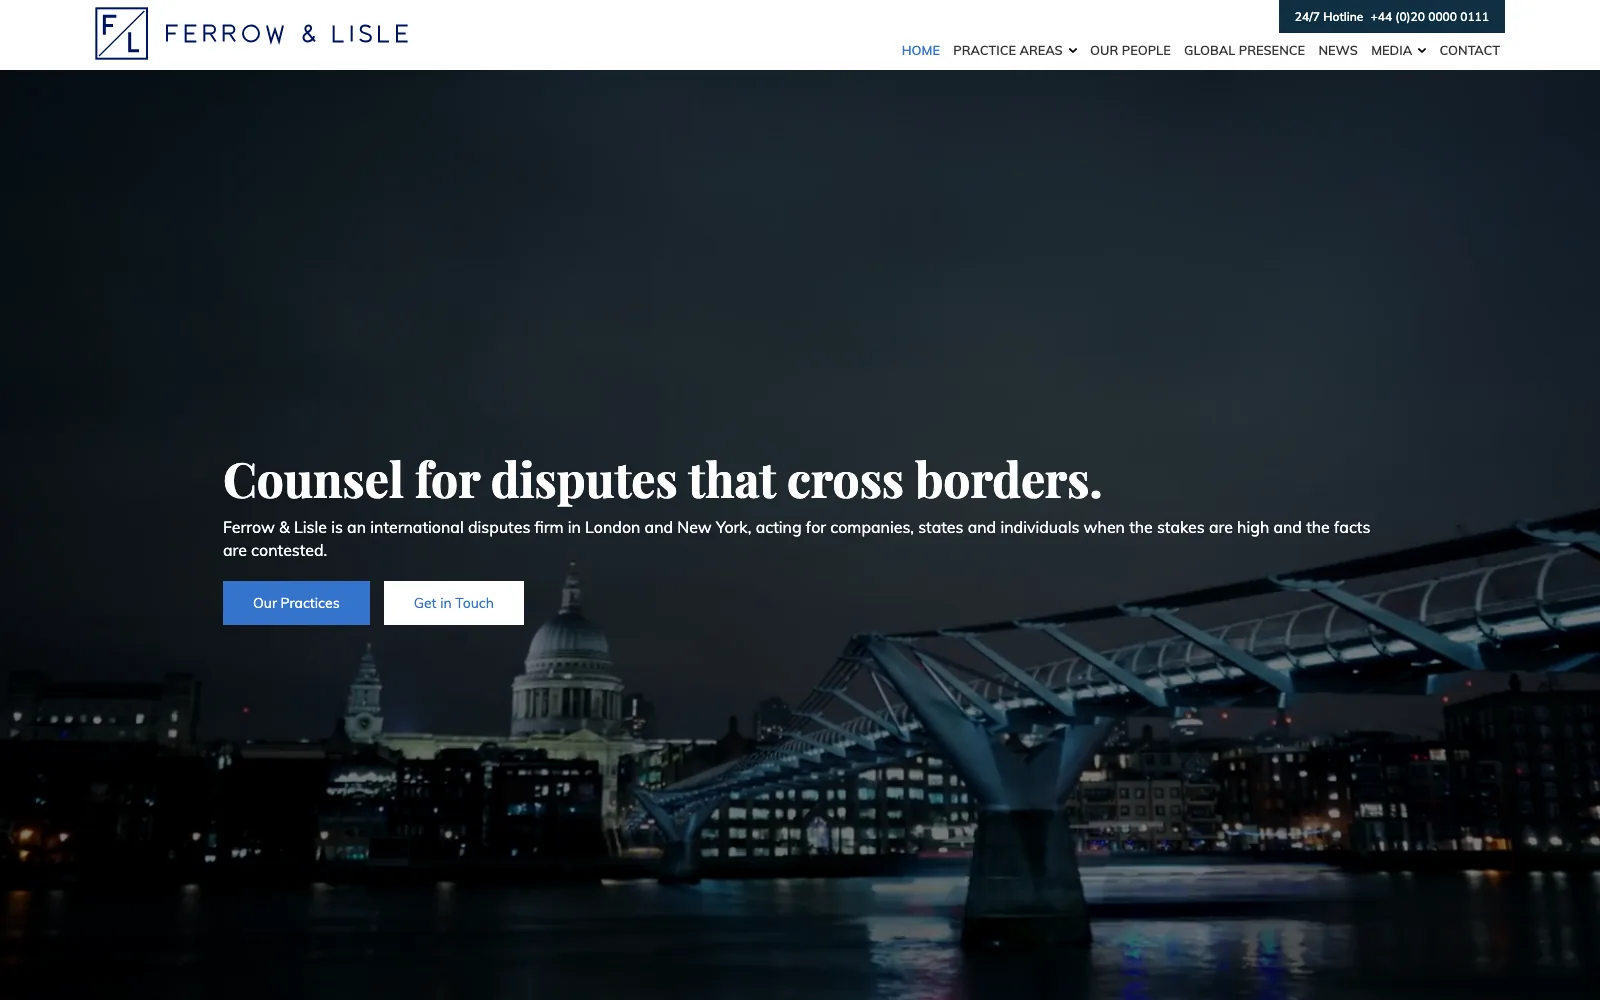 F L FERROW & LISLE
24/7 Hotline +44 (0)20 0000 0111
HOME PRACTICE AREAS OUR PEOPLE GLOBAL PRESENCE NEWS MEDIA CONTACT
Counsel for disputes that cross borders.
Ferrow & Lisle is an international disputes firm in London and New York, acting for companies, states and individuals when the stakes are high and the facts
are contested.
Our Practices Get in Touch